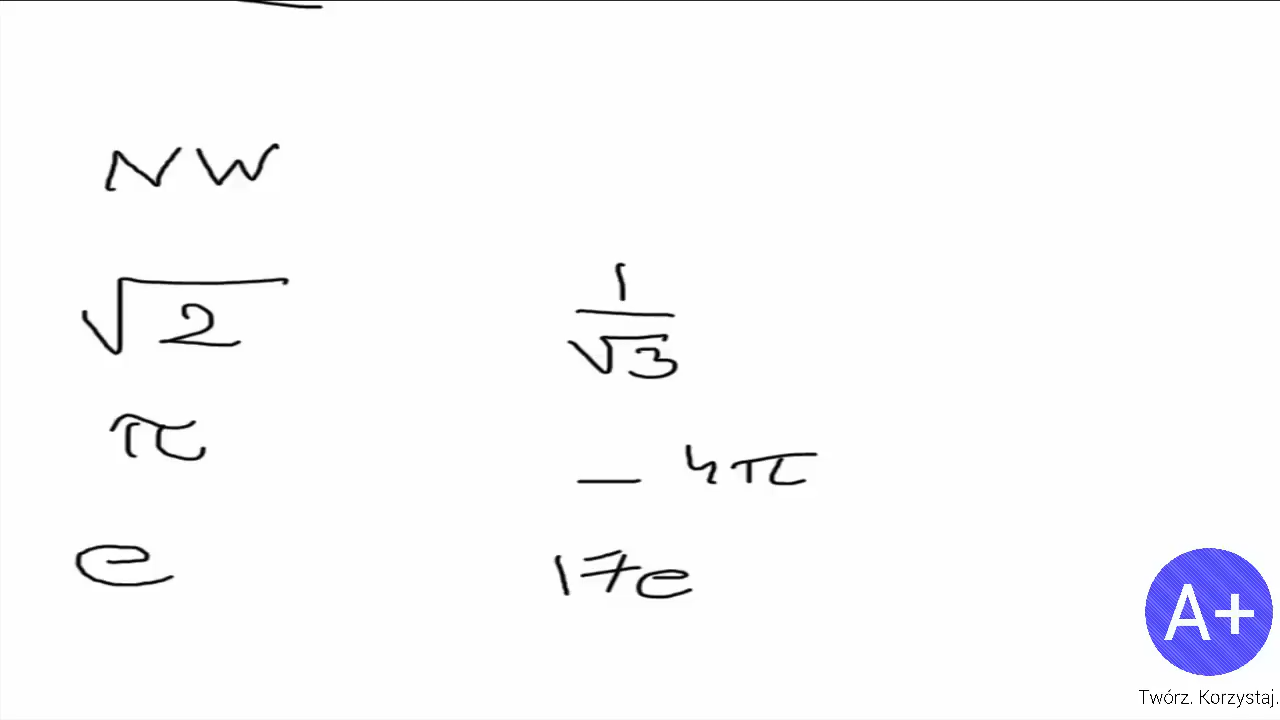 NW
√2
1/√3
π
- 4π
e
17e
A+
Twórz. Korzystaj.